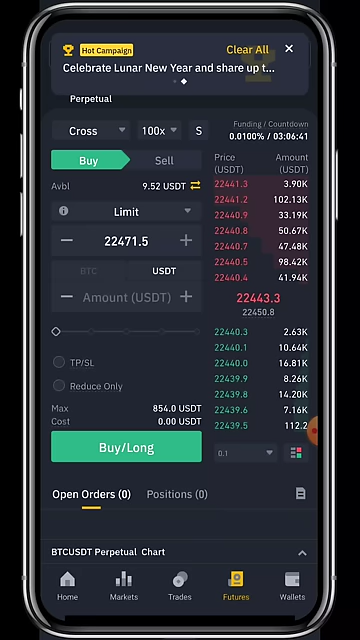 Hot Campaign
Clear All
×
Celebrate Lunar New Year and share up t...
Perpetual
Cross
100x
S
Funding / Countdown
0.0100% / 03:06:41
Buy
Sell
Avbl
9.52 USDT
Limit
22471.5
BTC
USDT
Amount (USDT)
TP/SL
Reduce Only
Max
854.0 USDT
Cost
0.00 USDT
Buy/Long
Price
(USDT)
Amount
(USDT)
22441.3 3.90K
22441.2 102.13K
22440.9 33.19K
22440.8 50.67K
22440.7 47.48K
22440.5 98.42K
22440.4 41.94K
22443.3
22450.8
22440.3 2.63K
22440.1 10.64K
22440.0 16.81K
22439.9 8.26K
22439.8 14.20K
22439.6 7.16K
22439.5 112.2
0.1
Open Orders (0)
Positions (0)
BTCUSDT Perpetual Chart
Home
Markets
Trades
Futures
Wallets